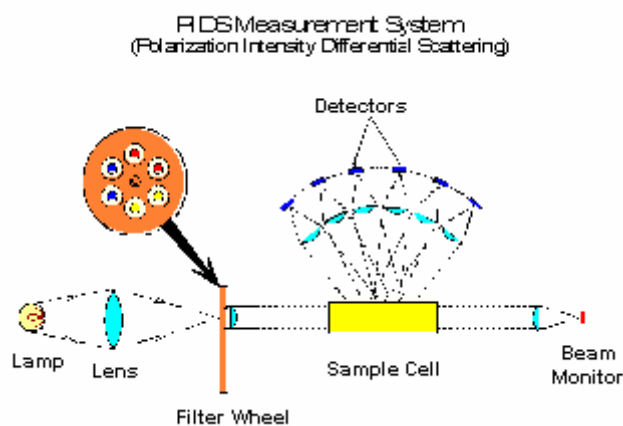 PIDS Measurement System
(Polarization Intensity Differential Scattering)
Detectors
Lamp
Lens
Filter Wheel
Sample Cell
Beam
Monitor